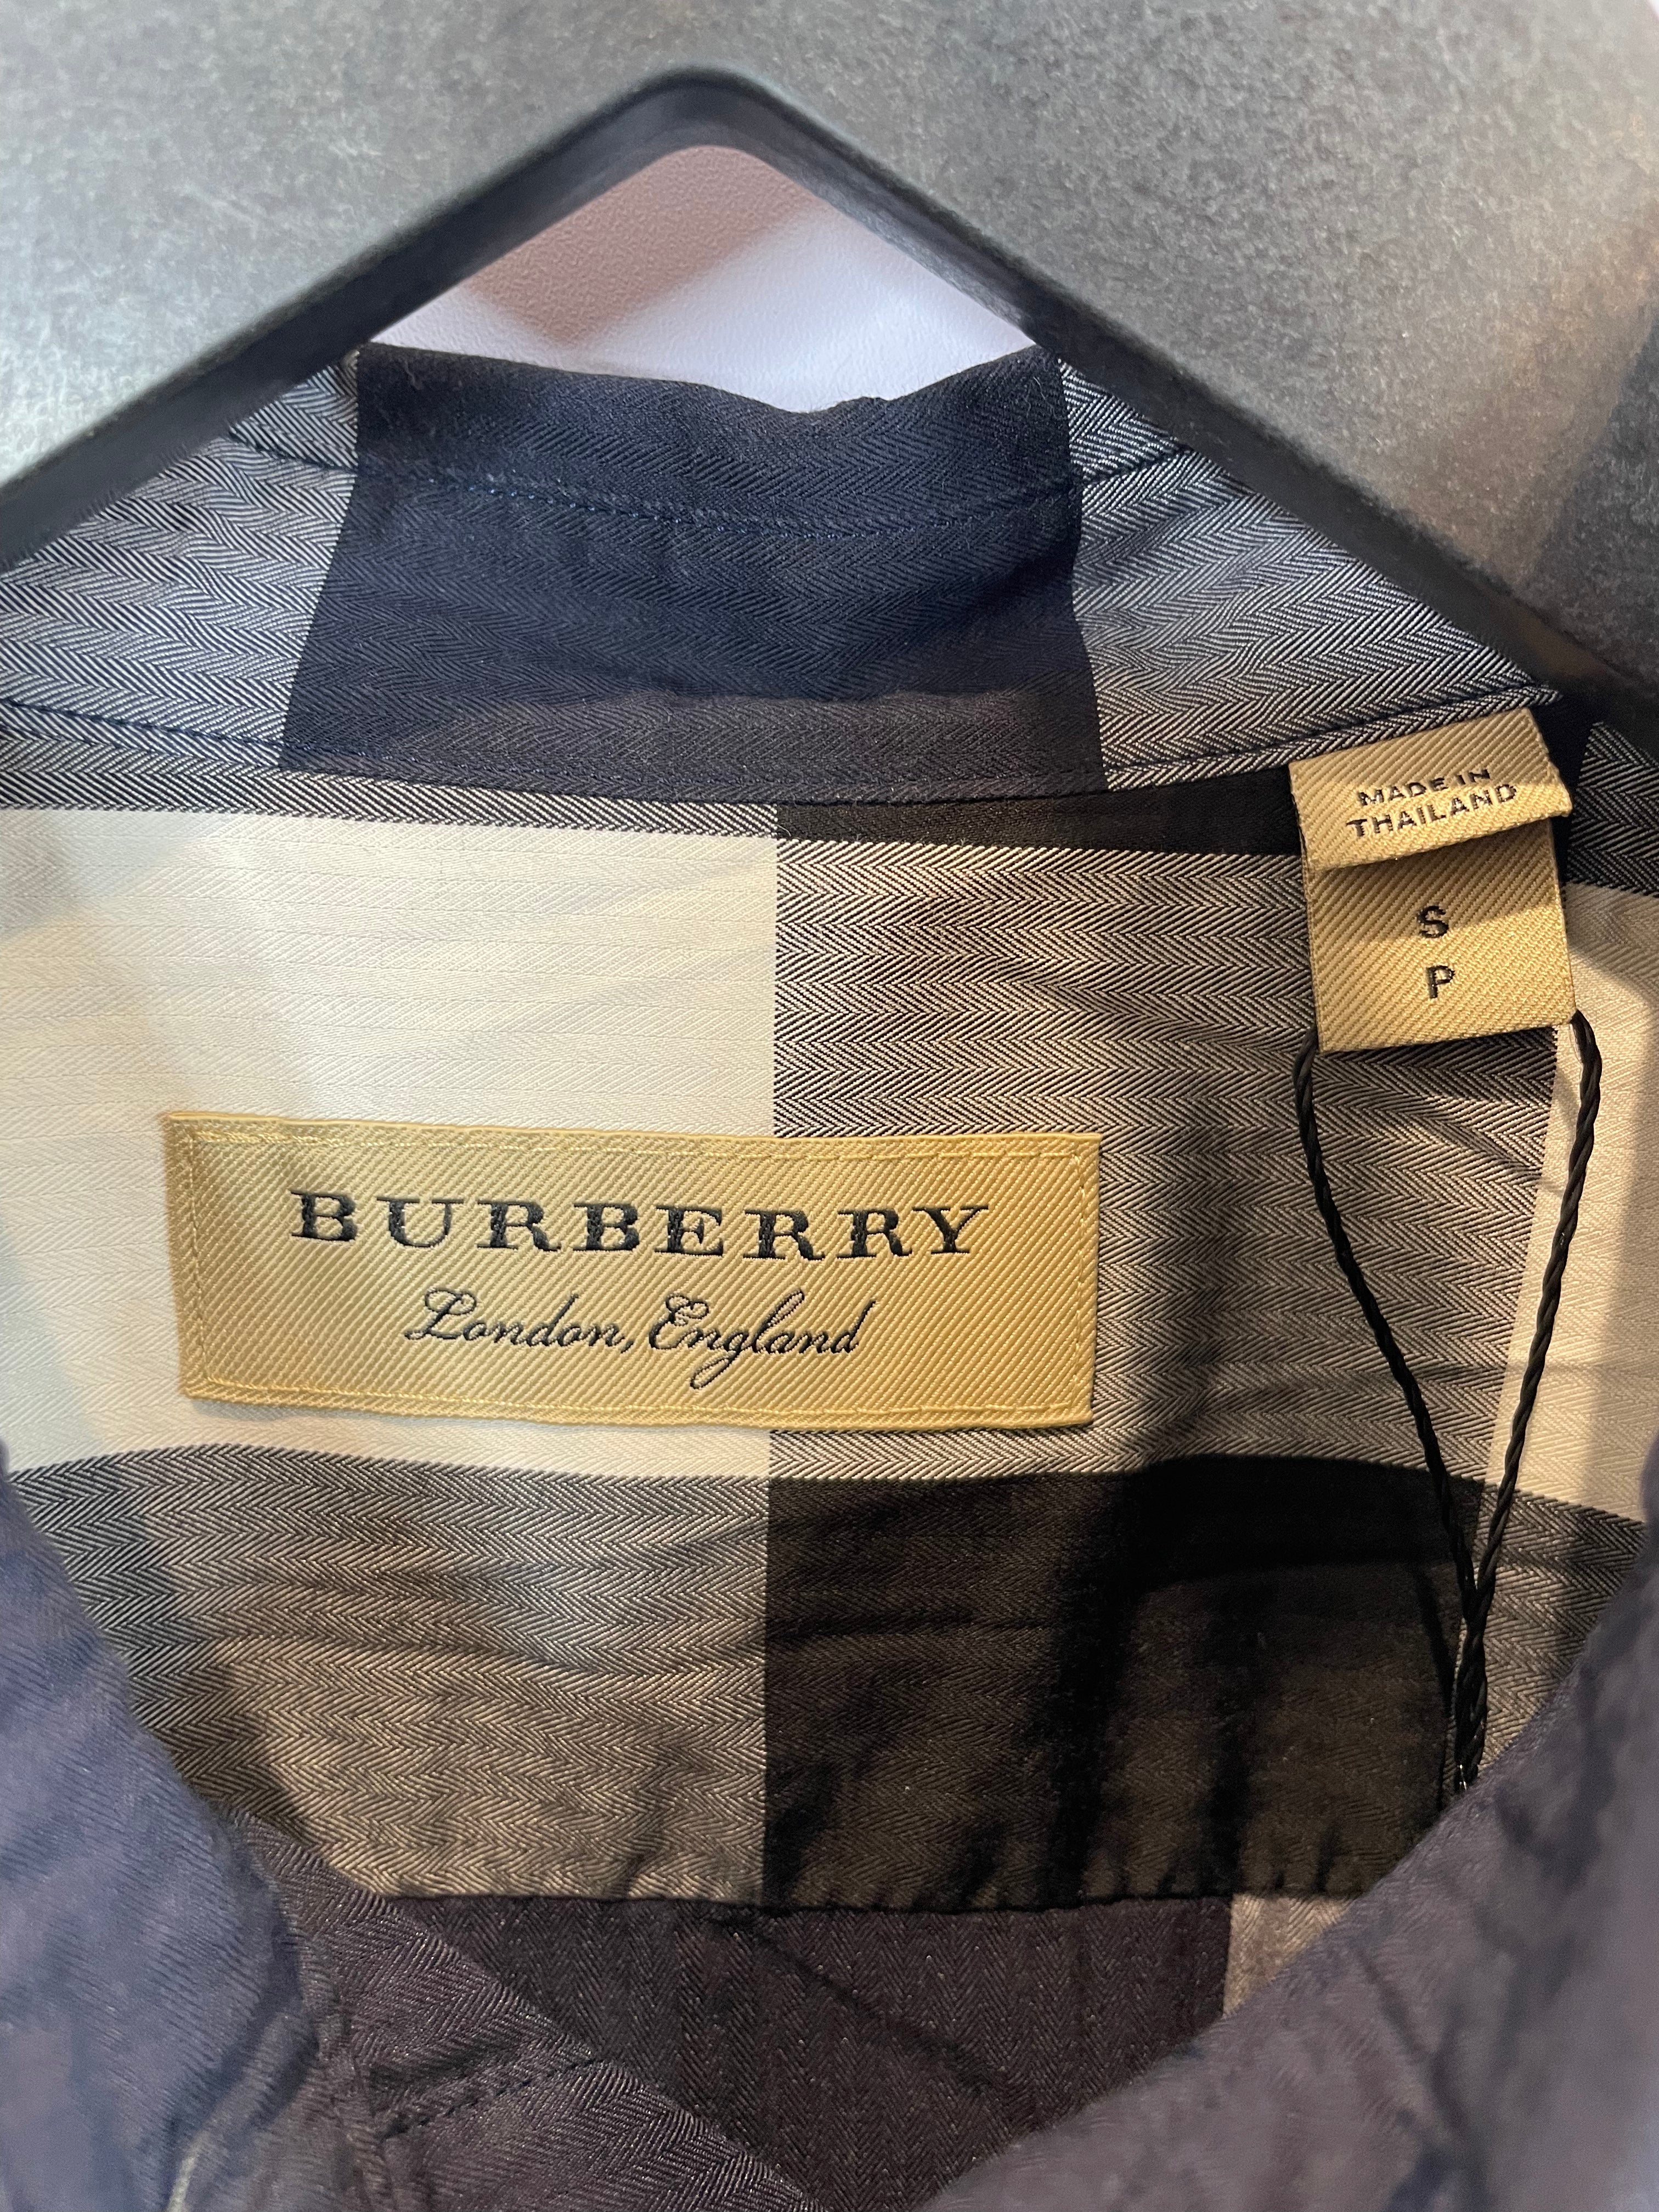 MADE IN
THAILAND
S
P
BURBERRY
London, England